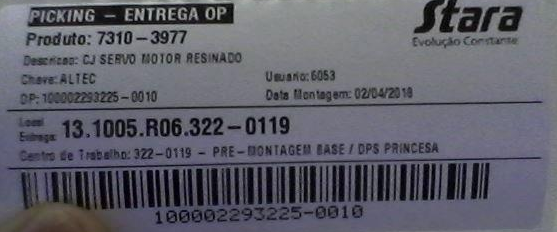 PICKING - ENTREGA OP
Stara
Evolução Constante
Produto: 7310-3977
Descricao: CJ SERVO MOTOR RESINADO
Chave: ALTEC Usuario: 6053
OP: 100002293225-0010 Data Montagem: 02/04/2018
Local Entrega: 13.1005.R06.322-0119
Centro de Trabalho: 322-0119 - PRE-MONTAGEM BASE / DPS PRINCESA
100002293225-0010